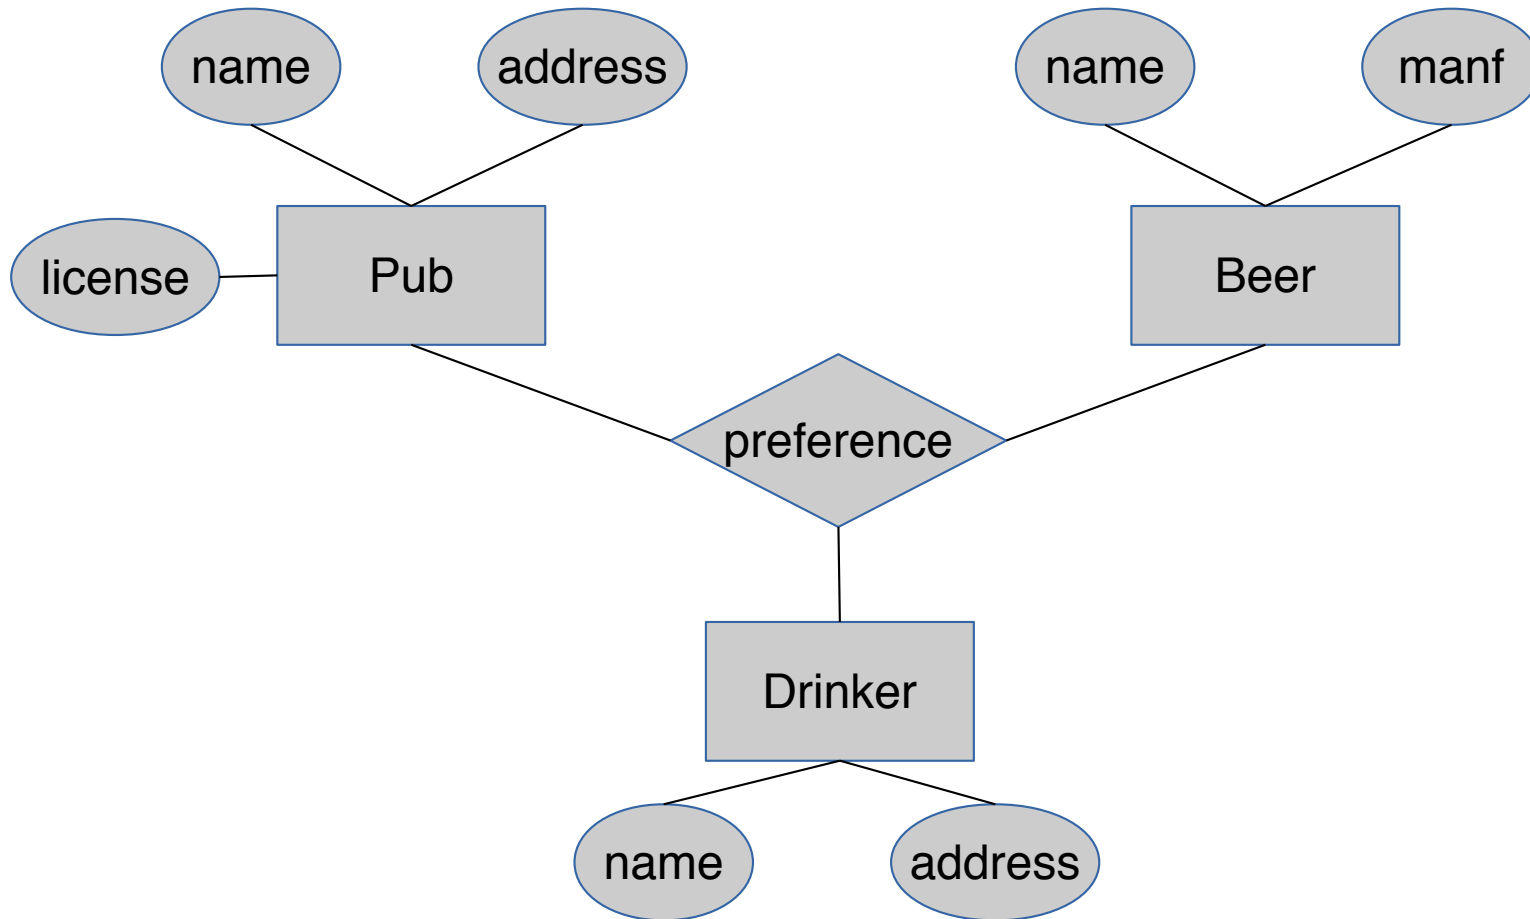 name
address
name
manf
license
Pub
Beer
preference
Drinker
name
address